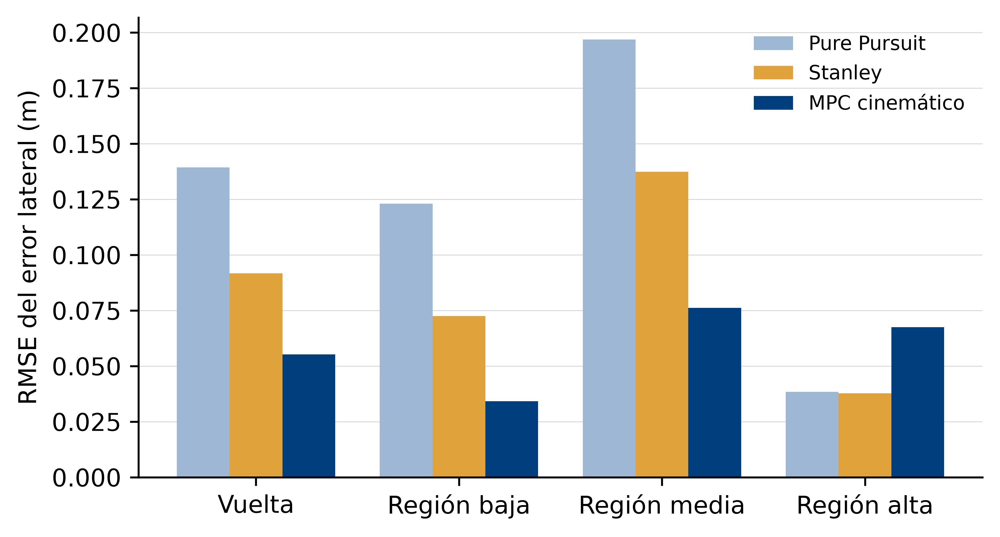 RMSE del error lateral (m)
0.200
0.175
0.150
0.125
0.100
0.075
0.050
0.025
0.000
Pure Pursuit
Stanley
MPC cinemático
Vuelta
Región baja
Región media
Región alta